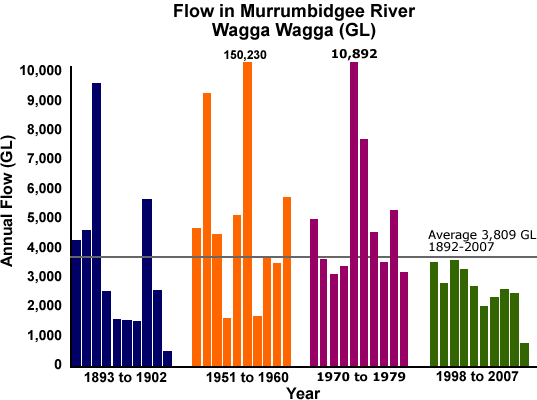 Flow in Murrumbidgee River
Wagga Wagga (GL)
150,230
10,892
10,000
9,000
8,000
7,000
6,000
5,000
4,000
3,000
2,000
1,000
0
Annual Flow (GL)
Average 3,809 GL
1892-2007
1893 to 1902
1951 to 1960
1970 to 1979
1998 to 2007
Year